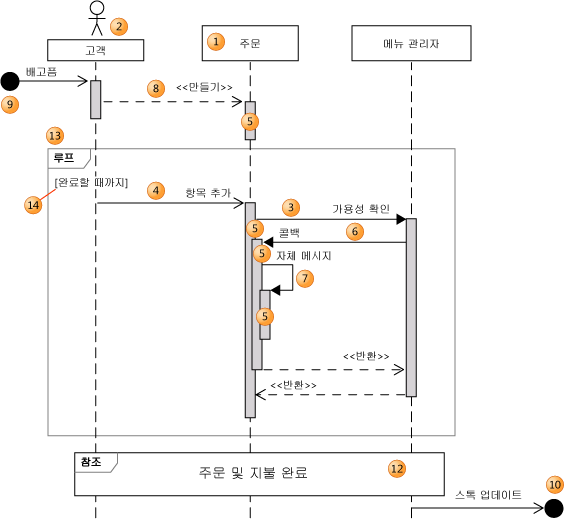 2
고객
1
주문
메뉴 관리자
배고픔
9
8
<<만들기>>
5
13
루프
[완료할 때까지]
14
4
항목 추가
3
가용성 확인
5
콜백
6
5
자체 메시지
7
5
<<반환>>
<<반환>>
참조
주문 및 지불 완료
12
스톡 업데이트
10